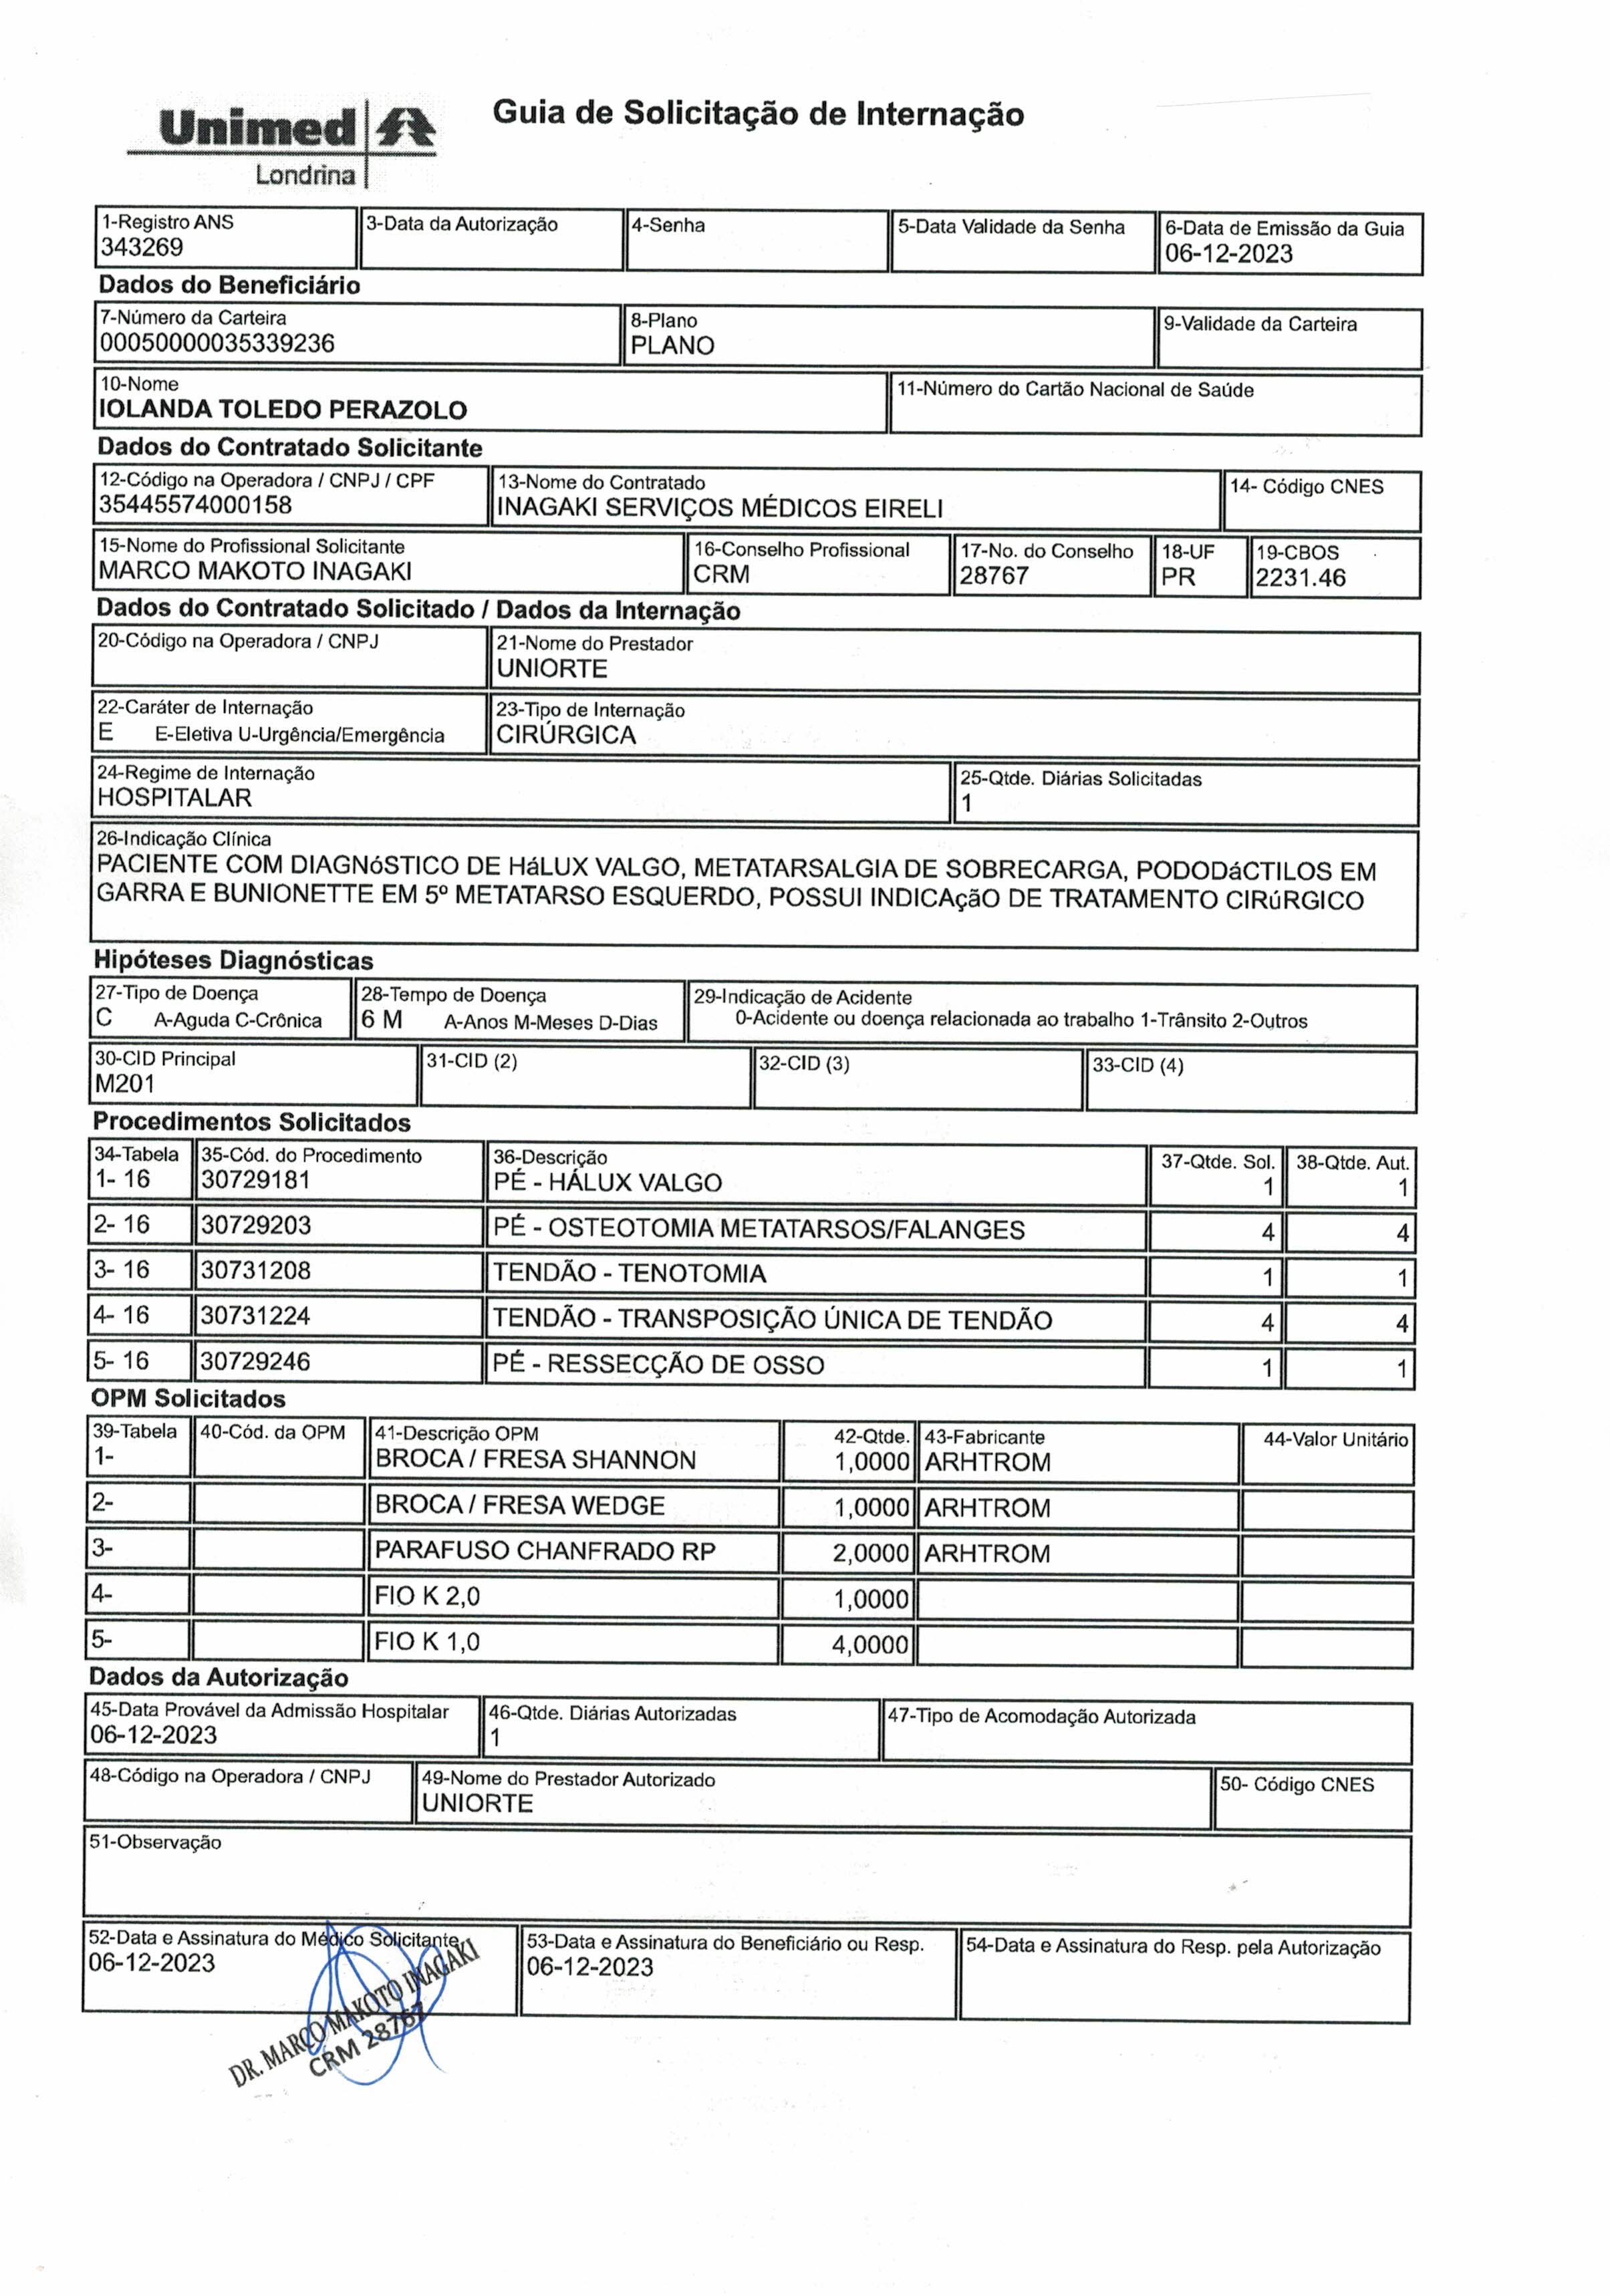 Guia de Solicitação de Internação
Unimed
Londrina
1-Registro ANS 3-Data da Autorização 4-Senha 5-Data Validade da Senha 6-Data de Emissão da Guia
343269 06-12-2023
Dados do Beneficiário
7-Número da Carteira 8-Plano 9-Validade da Carteira
00050000035339236 PLANO
10-Nome 11-Número do Cartão Nacional de Saúde
IOLANDA TOLEDO PERAZOLO
Dados do Contratado Solicitante
12-Código na Operadora / CNPJ / CPF 13-Nome do Contratado 14- Código CNES
35445574000158 INAGAKI SERVIÇOS MÉDICOS EIRELI
15-Nome do Profissional Solicitante 16-Conselho Profissional 17-No. do Conselho 18-UF 19-CBOS
MARCO MAKOTO INAGAKI CRM 28767 PR 2231.46
Dados do Contratado Solicitado / Dados da Internação
20-Código na Operadora / CNPJ 21-Nome do Prestador
UNIORTE
22-Caráter de Internação 23-Tipo de Internação
E E-Eletiva U-Urgência/Emergência CIRÚRGICA
24-Regime de Internação 25-Qtde. Diárias Solicitadas
HOSPITALAR 1
26-Indicação Clínica
PACIENTE COM DIAGNóSTICO DE HáLUX VALGO, METATARSALGIA DE SOBRECARGA, PODODáCTILOS EM
GARRA E BUNIONETTE EM 5º METATARSO ESQUERDO, POSSUI INDICAçãO DE TRATAMENTO CIRúRGICO
Hipóteses Diagnósticas
27-Tipo de Doença 28-Tempo de Doença 29-Indicação de Acidente
C A-Aguda C-Crônica 6 M A-Anos M-Meses D-Dias 0-Acidente ou doença relacionada ao trabalho 1-Trânsito 2-Outros
30-CID Principal 31-CID (2) 32-CID (3) 33-CID (4)
M201
Procedimentos Solicitados
34-Tabela 35-Cód. do Procedimento 36-Descrição 37-Qtde. Sol. 38-Qtde. Aut.
1- 16 30729181 PÉ - HÁLUX VALGO 1 1
2- 16 30729203 PÉ - OSTEOTOMIA METATARSOS/FALANGES 4 4
3- 16 30731208 TENDÃO - TENOTOMIA 1 1
4- 16 30731224 TENDÃO - TRANSPOSIÇÃO ÚNICA DE TENDÃO 4 4
5- 16 30729246 PÉ - RESSECÇÃO DE OSSO 1 1
OPM Solicitados
39-Tabela 40-Cód. da OPM 41-Descrição OPM 42-Qtde. 43-Fabricante 44-Valor Unitário
1- BROCA / FRESA SHANNON 1,0000 ARHTROM
2- BROCA / FRESA WEDGE 1,0000 ARHTROM
3- PARAFUSO CHANFRADO RP 2,0000 ARHTROM
4- FIO K 2,0 1,0000
5- FIO K 1,0 4,0000
Dados da Autorização
45-Data Provável da Admissão Hospitalar 46-Qtde. Diárias Autorizadas 47-Tipo de Acomodação Autorizada
06-12-2023 1
48-Código na Operadora / CNPJ 49-Nome do Prestador Autorizado 50- Código CNES
UNIORTE
51-Observação
52-Data e Assinatura do Médico Solicitante 53-Data e Assinatura do Beneficiário ou Resp. 54-Data e Assinatura do Resp. pela Autorização
06-12-2023 06-12-2023
DR. MARCO MAKOTO INAGAKI
CRM 28767